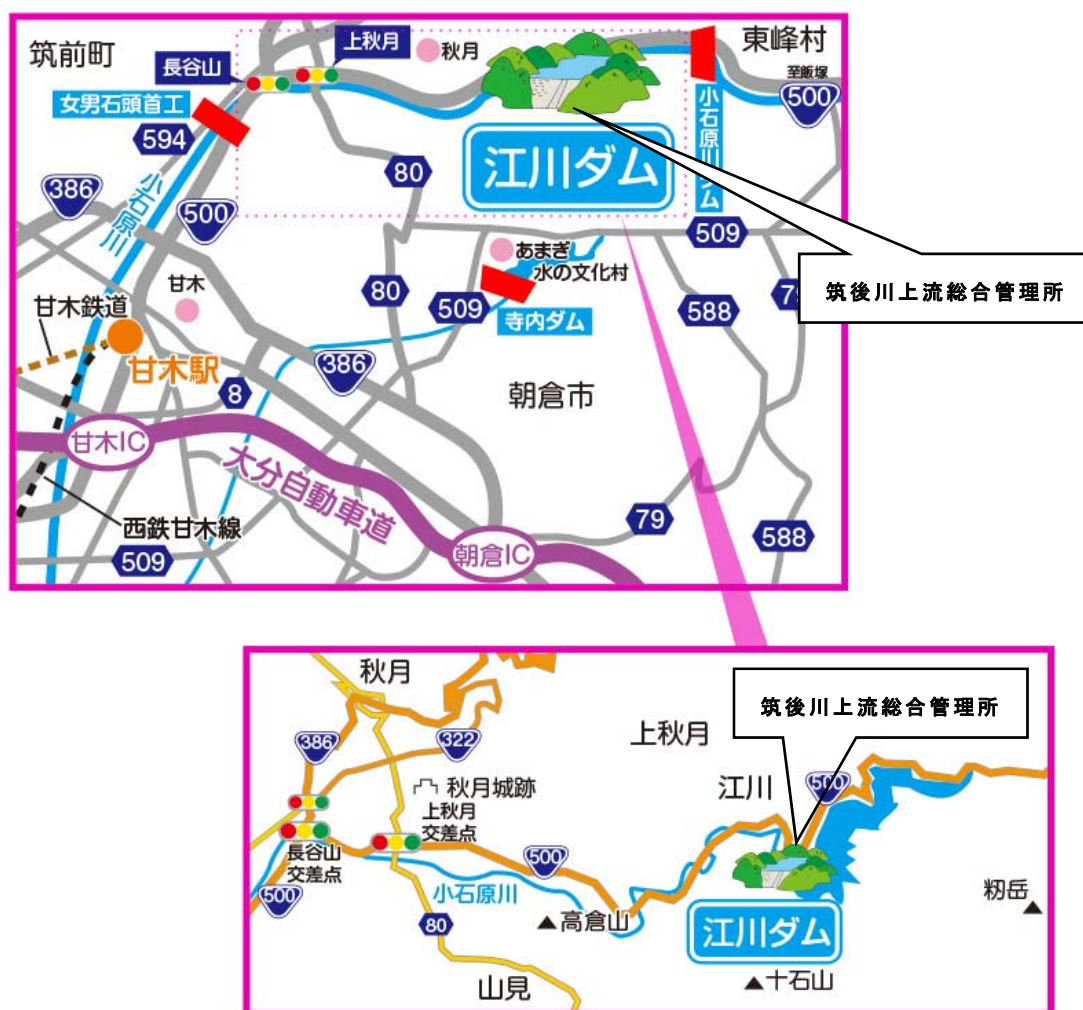 筑前町
上秋月
秋月
東峰村
長谷山
至飯塚
500
女男石頭首工
594
小石原川ダム
江川ダム
80
386
小石原川
500
509
あまぎ
水の文化村
筑後川上流総合管理所
甘木
80
509
588
甘木鉄道
寺内ダム
甘木駅
386
朝倉市
8
甘木IC
大分自動車道
西鉄甘木線
79
588
509
朝倉IC
秋月
筑後川上流総合管理所
386
322
上秋月
秋月城跡
江川
500
上秋月
交差点
長谷山
交差点
500
500
小石原川
籾岳
80
▲高倉山
▲
江川ダム
▲十石山
山見